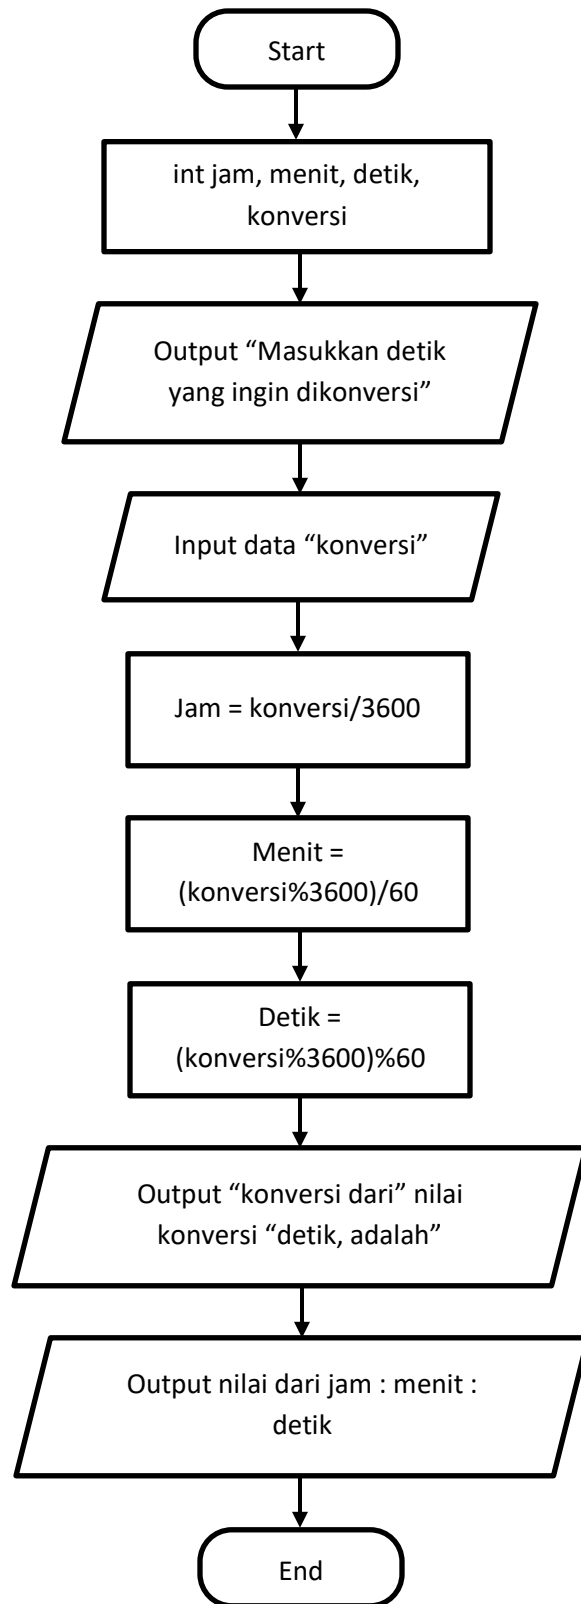 Start
int jam, menit, detik,
konversi
Output “Masukkan detik
yang ingin dikonversi”
Input data “konversi”
Jam = konversi/3600
Menit =
(konversi%3600)/60
Detik =
(konversi%3600)%60
Output “konversi dari” nilai
konversi “detik, adalah”
Output nilai dari jam : menit :
detik
End